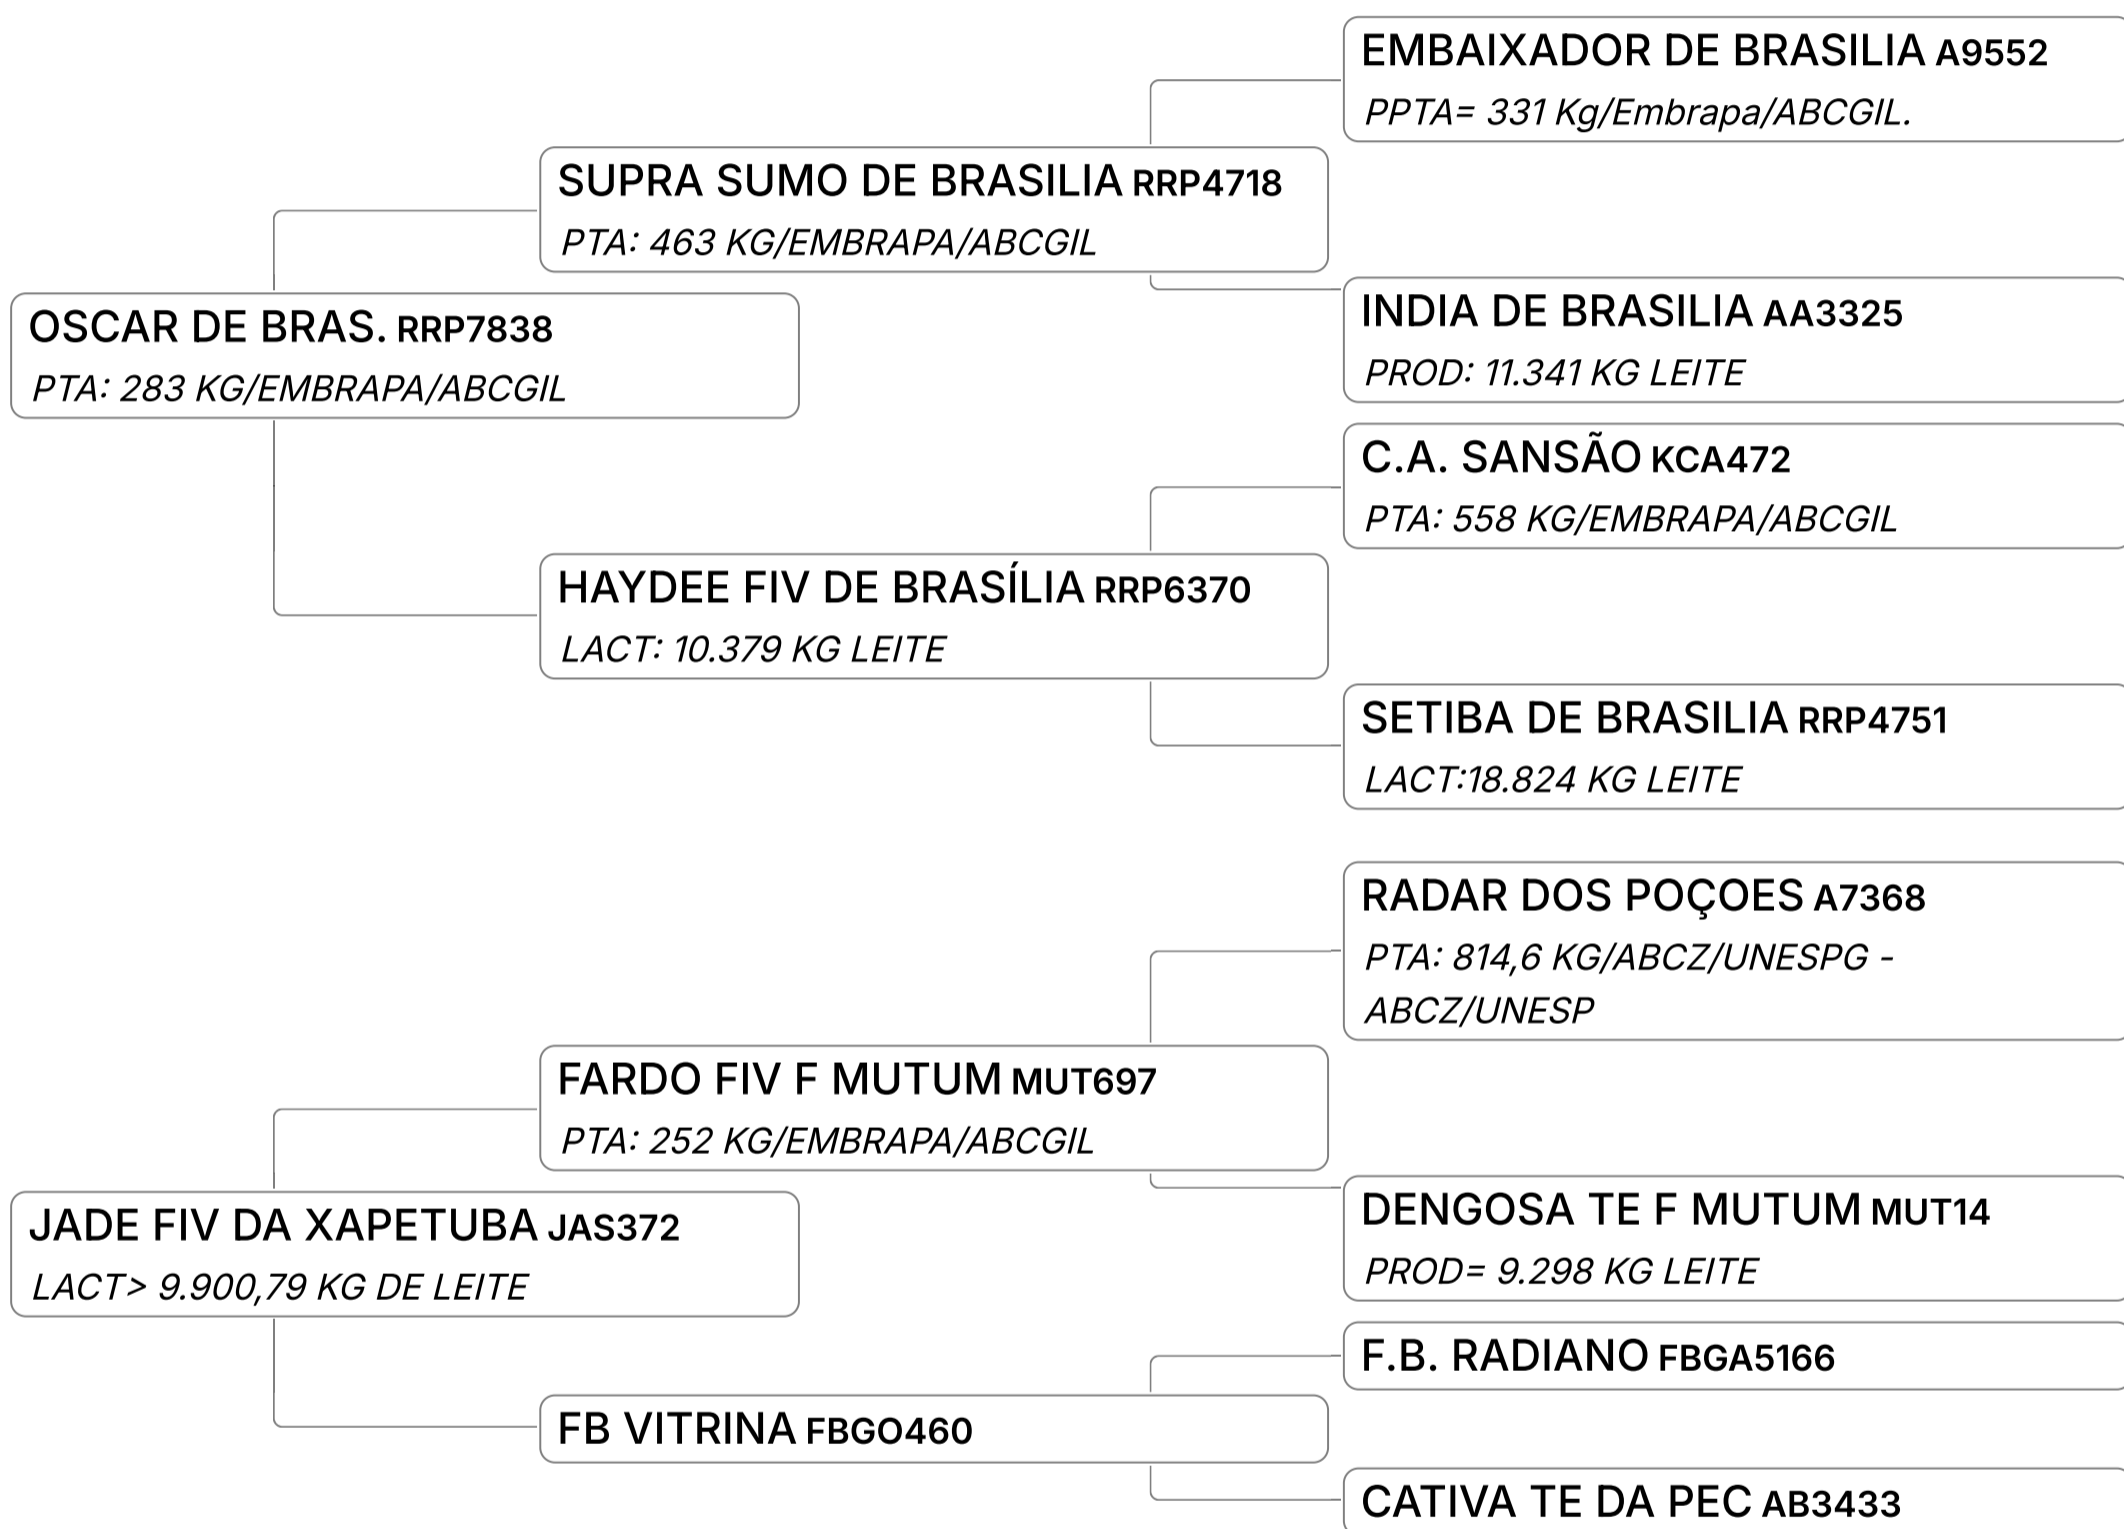 EMBAIXADOR DE BRASILIA A9552
PPTA= 331 Kg/Embrapa/ABCGIL.
SUPRA SUMO DE BRASILIA RRP4718
PTA: 463 KG/EMBRAPA/ABCGIL
INDIA DE BRASILIA AA3325
PROD: 11.341 KG LEITE
OSCAR DE BRAS. RRP7838
PTA: 283 KG/EMBRAPA/ABCGIL
C.A. SANSÃO KCA472
PTA: 558 KG/EMBRAPA/ABCGIL
HAYDEE FIV DE BRASÍLIA RRP6370
LACT: 10.379 KG LEITE
SETIBA DE BRASILIA RRP4751
LACT:18.824 KG LEITE
RADAR DOS POÇOES A7368
PTA: 814,6 KG/ABCZ/UNESPG -
ABCZ/UNESP
FARDO FIV F MUTUM MUT697
PTA: 252 KG/EMBRAPA/ABCGIL
DENGOSA TE F MUTUM MUT14
PROD= 9.298 KG LEITE
JADE FIV DA XAPETUBA JAS372
LACT> 9.900,79 KG DE LEITE
F.B. RADIANO FBGA5166
FB VITRINA FBGO460
CATIVA TE DA PEC AB3433